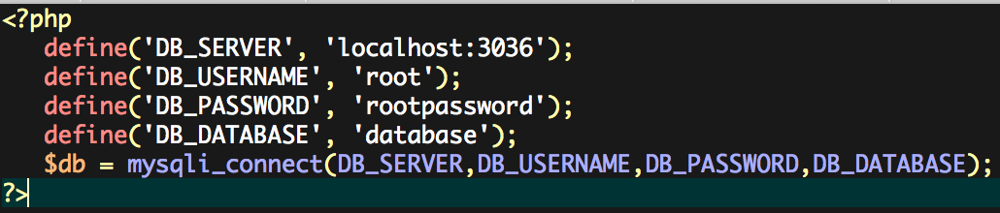 <?php
define('DB_SERVER', 'localhost:3036');
define('DB_USERNAME', 'root');
define('DB_PASSWORD', 'rootpassword');
define('DB_DATABASE', 'database');
$db = mysqli_connect(DB_SERVER,DB_USERNAME,DB_PASSWORD,DB_DATABASE);
?>